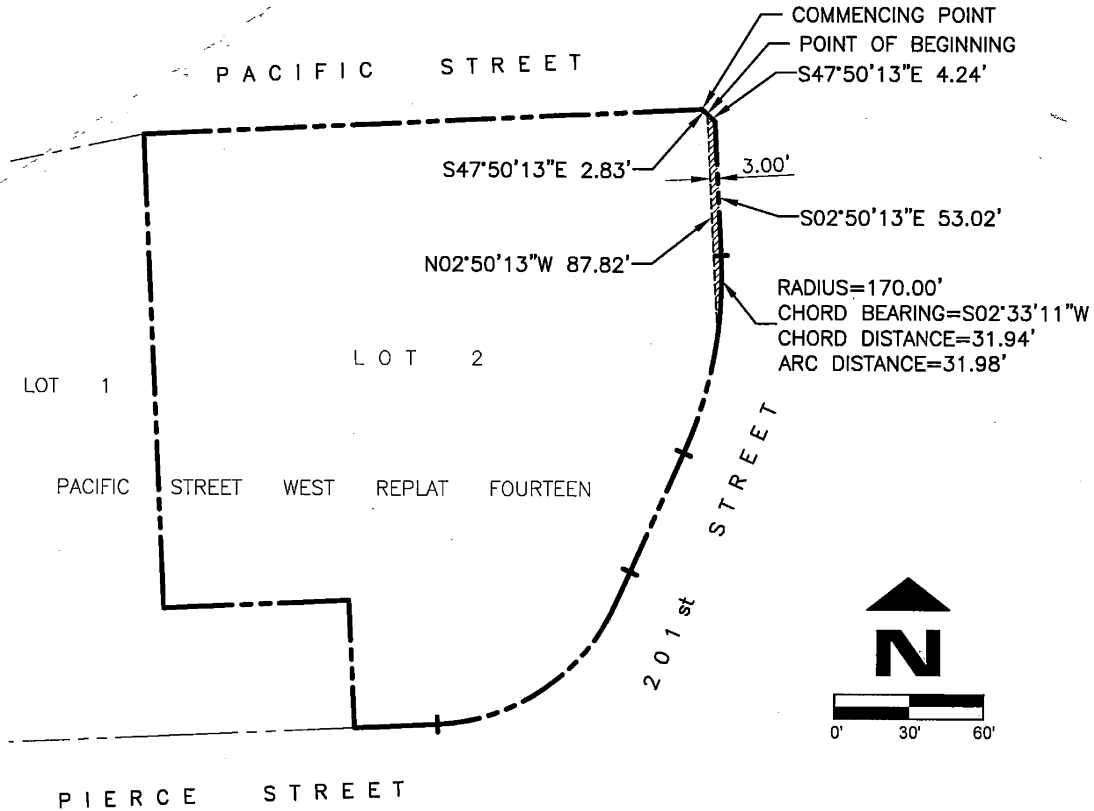 COMMENCING POINT
POINT OF BEGINNING
S47°50'13"E 4.24'
PACIFIC STREET
S47°50'13"E 2.83'
3.00'
S02°50'13"E 53.02'
N02°50'13"W 87.82'
RADIUS=170.00'
CHORD BEARING=S02°33'11"W
CHORD DISTANCE=31.94'
ARC DISTANCE=31.98'
LOT 2
LOT 1
PACIFIC STREET WEST REPLAT FOURTEEN
201st STREET
N
0' 30' 60'
PIERCE STREET